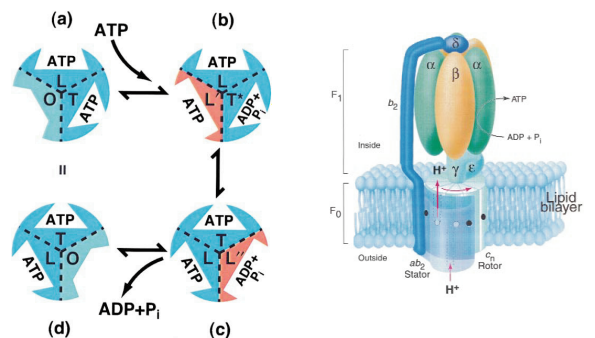 (a)
ATP
(b)
ATP
L
O T
ATP
ATP
L
L' T*
ADP+
Pi
ATP
=
ATP
T
L O
ATP
ATP
T
L L''
ADP+
Pi
ATP
ADP+Pi
(d)
(c)
δ
α
β
α
F1
b2
ATP
ADP + Pi
Inside
H+
γ
ε
Lipid
bilayer
F0
Outside
ab2
Stator
cn
Rotor
H+